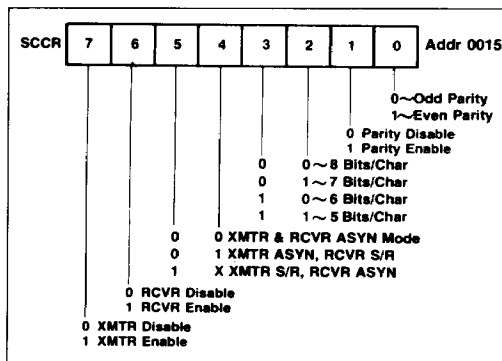 SCCR 7 6 5 4 3 2 1 0 Addr 0015
0~Odd Parity
1~Even Parity
0 Parity Disable
1 Parity Enable
0 0~8 Bits/Char
0 1~7 Bits/Char
1 0~6 Bits/Char
1 1~5 Bits/Char
0 0 XMTR & RCVR ASYN Mode
0 1 XMTR ASYN, RCVR S/R
1 X XMTR S/R, RCVR ASYN
0 RCVR Disable
1 RCVR Enable
0 XMTR Disable
1 XMTR Enable